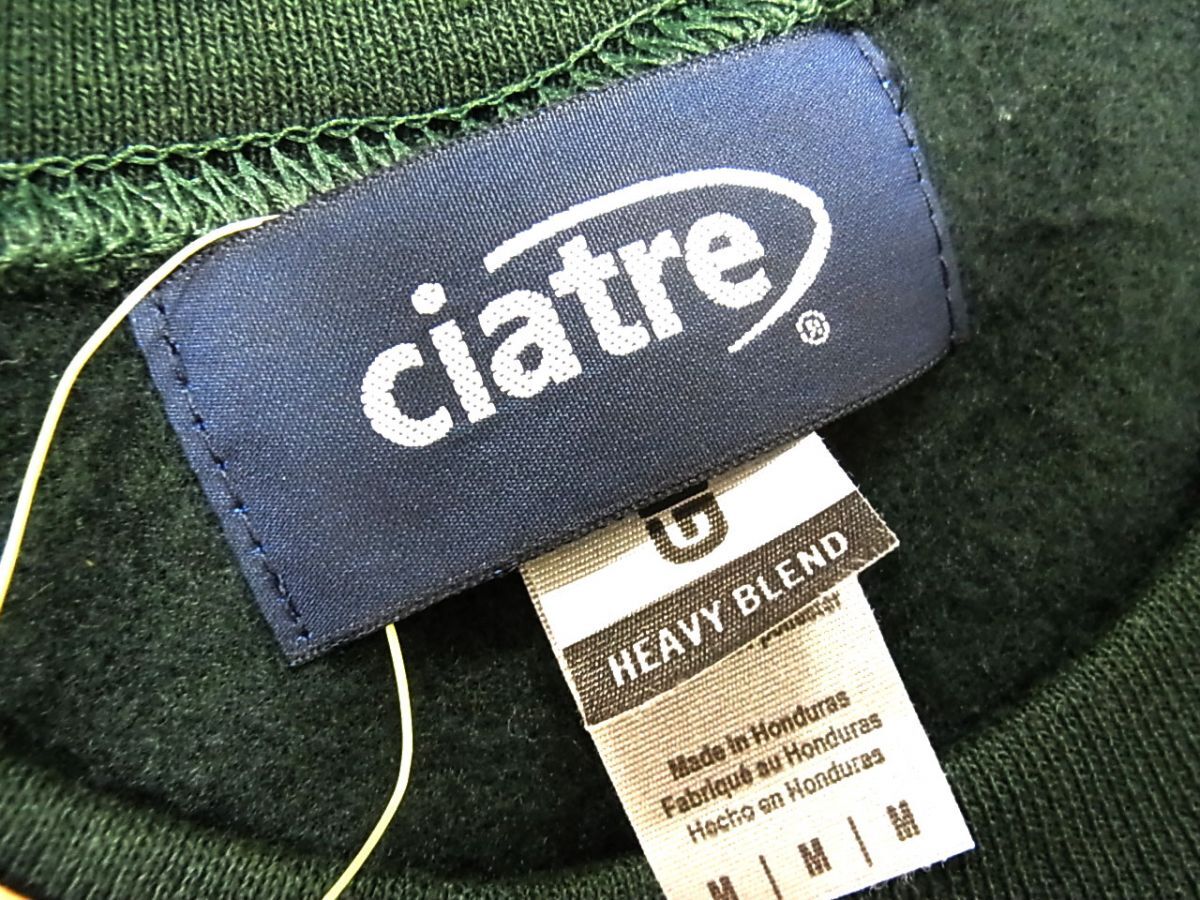 ciatre
®
G
HEAVY BLEND
Made in Honduras
Fabriqué au Honduras
Hecho en Honduras
M | M | M